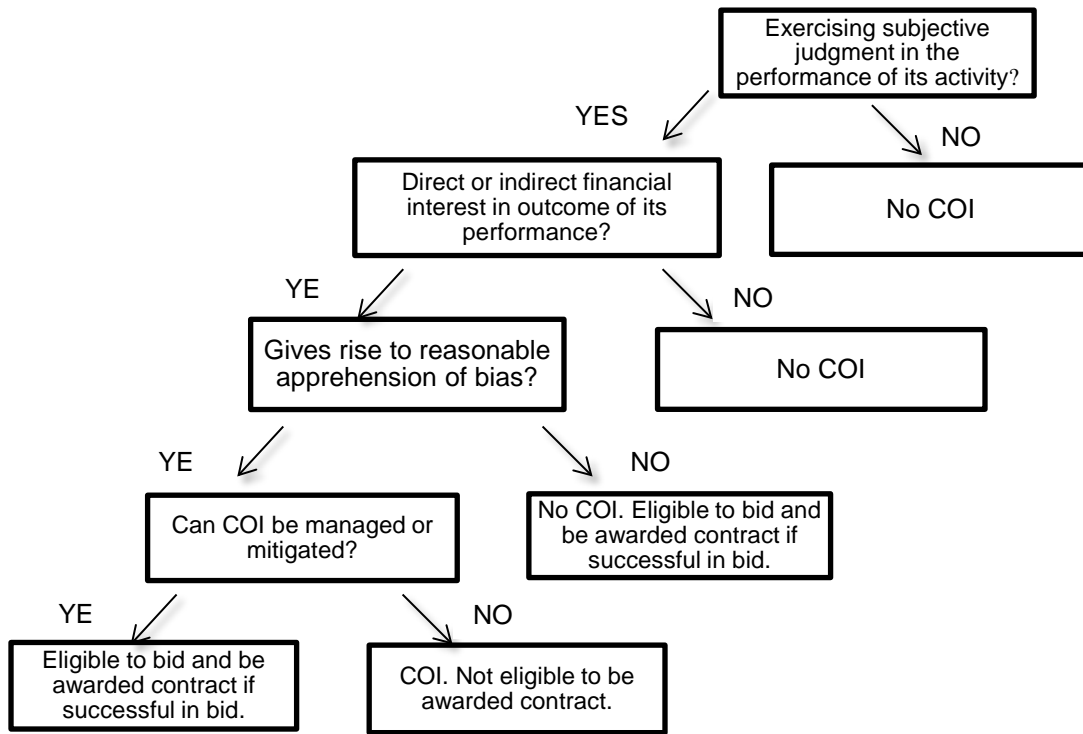 Exercising subjective
judgment in the
performance of its activity?
YES
NO
Direct or indirect financial
interest in outcome of its
performance?
No COI
YE
NO
Gives rise to reasonable
apprehension of bias?
No COI
YE
NO
Can COI be managed or
mitigated?
No COI. Eligible to bid and
be awarded contract if
successful in bid.
YE
NO
Eligible to bid and be
awarded contract if
successful in bid.
COI. Not eligible to be
awarded contract.